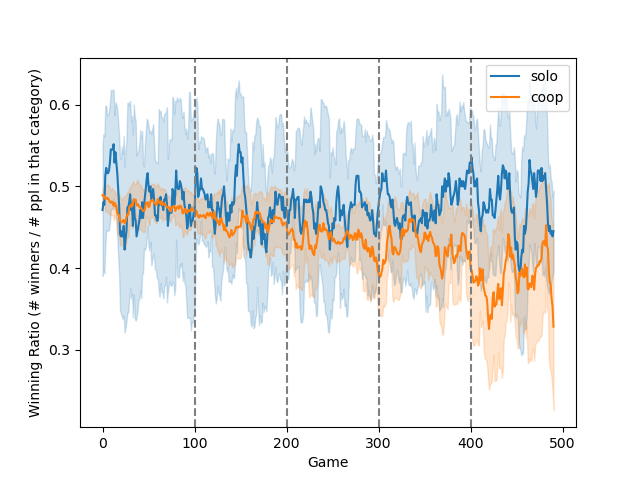 solo
coop
Winning Ratio (# winners / # ppl in that category)
0.6
0.5
0.4
0.3
0
100
200
300
400
500
Game